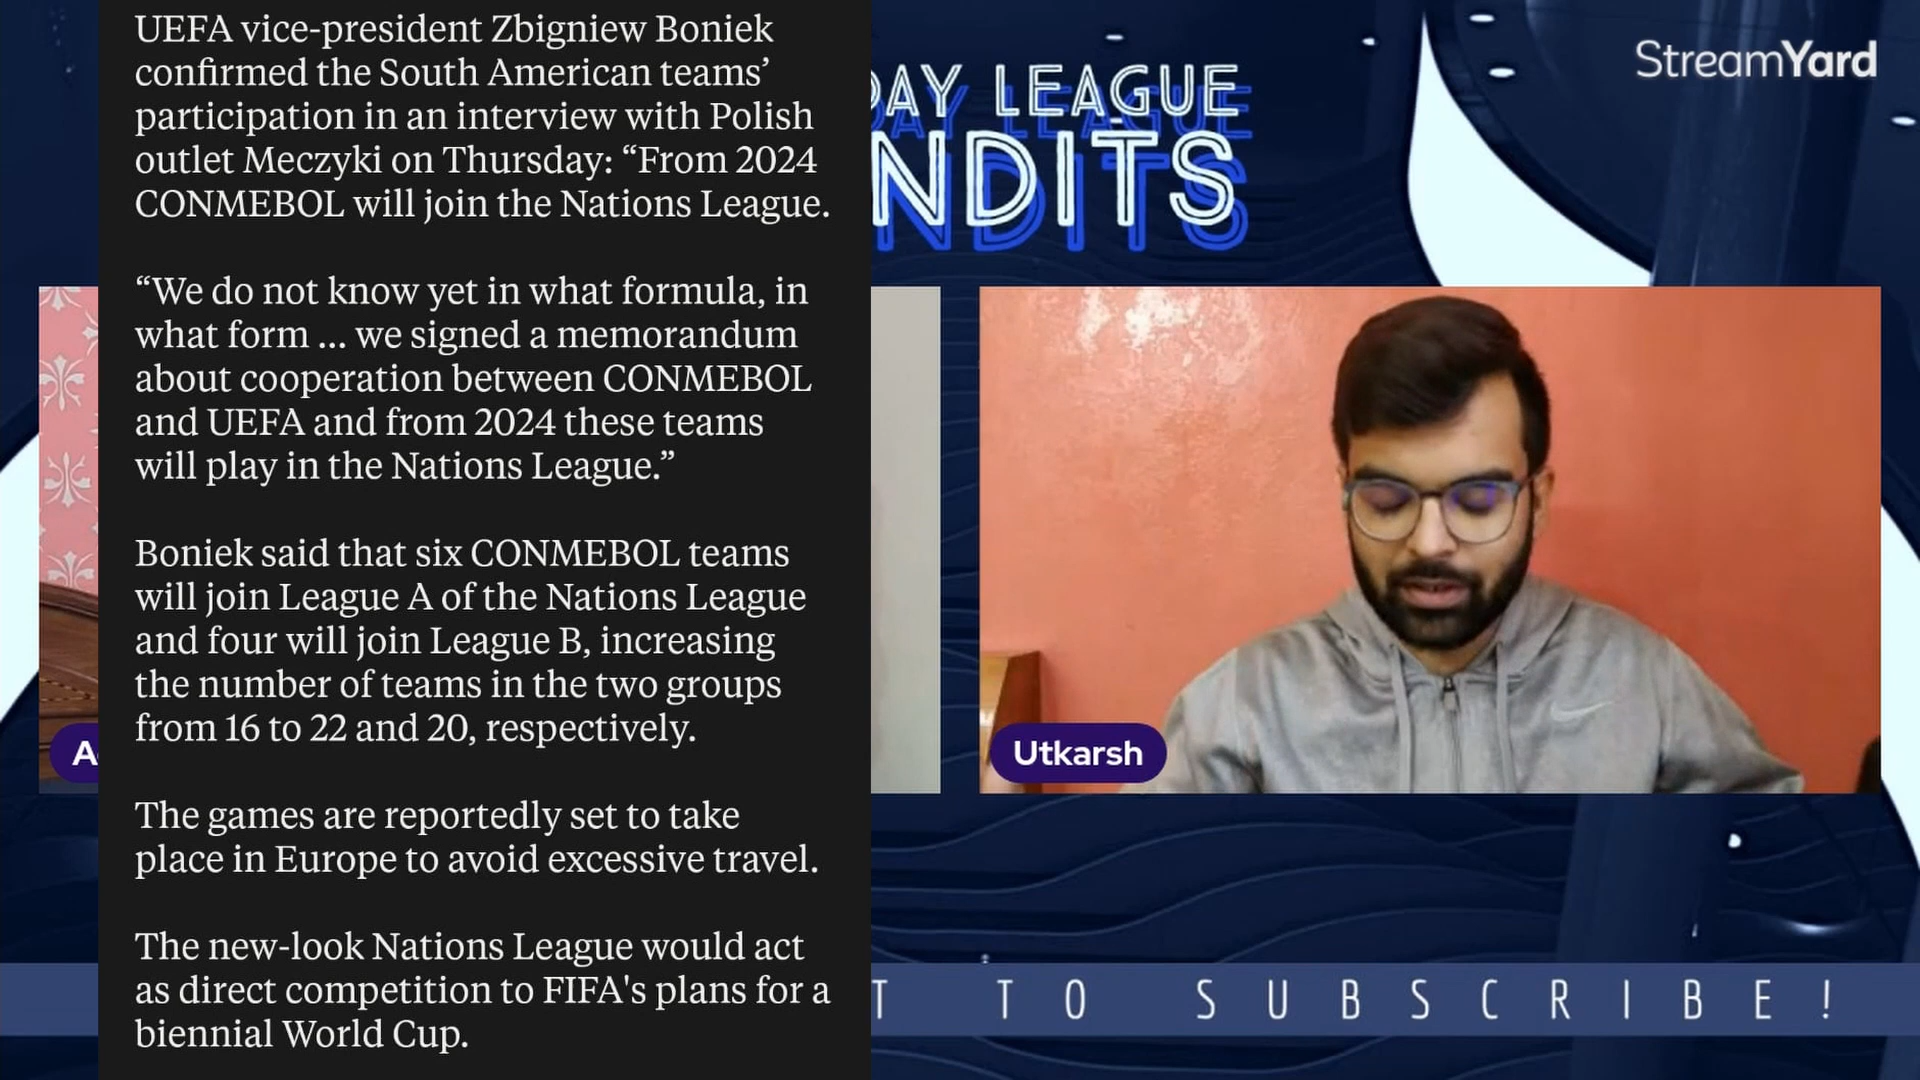 UEFA vice-president Zbigniew Boniek
confirmed the South American teams’
participation in an interview with Polish
outlet Meczyki on Thursday: “From 2024
CONMEBOL will join the Nations League.
“We do not know yet in what formula, in
what form ... we signed a memorandum
about cooperation between CONMEBOL
and UEFA and from 2024 these teams
will play in the Nations League.”
Boniek said that six CONMEBOL teams
will join League A of the Nations League
and four will join League B, increasing
the number of teams in the two groups
from 16 to 22 and 20, respectively.
The games are reportedly set to take
place in Europe to avoid excessive travel.
The new-look Nations League would act
as direct competition to FIFA's plans for a
biennial World Cup.
StreamYard
DAY LEAGUE
NDITS
A
Utkarsh
T TO SUBSCRIBE!